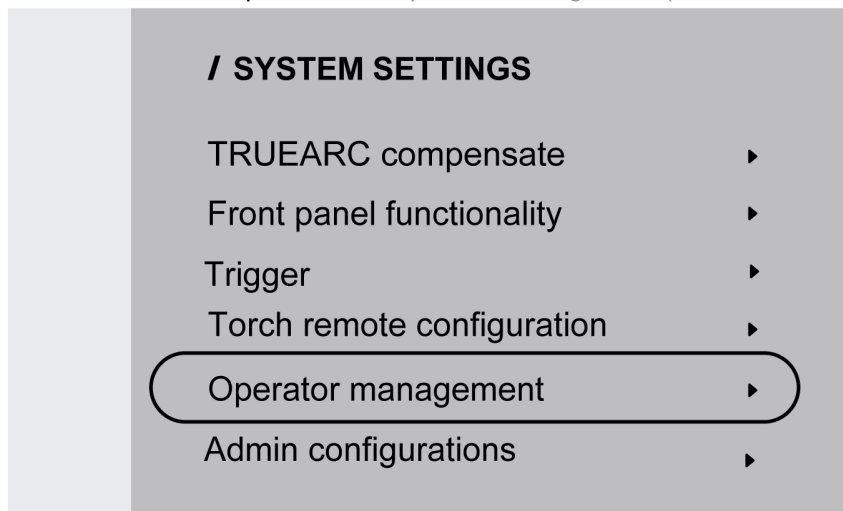 / SYSTEM SETTINGS
TRUEARC compensate
Front panel functionality
Trigger
Torch remote configuration
Operator management
Admin configurations